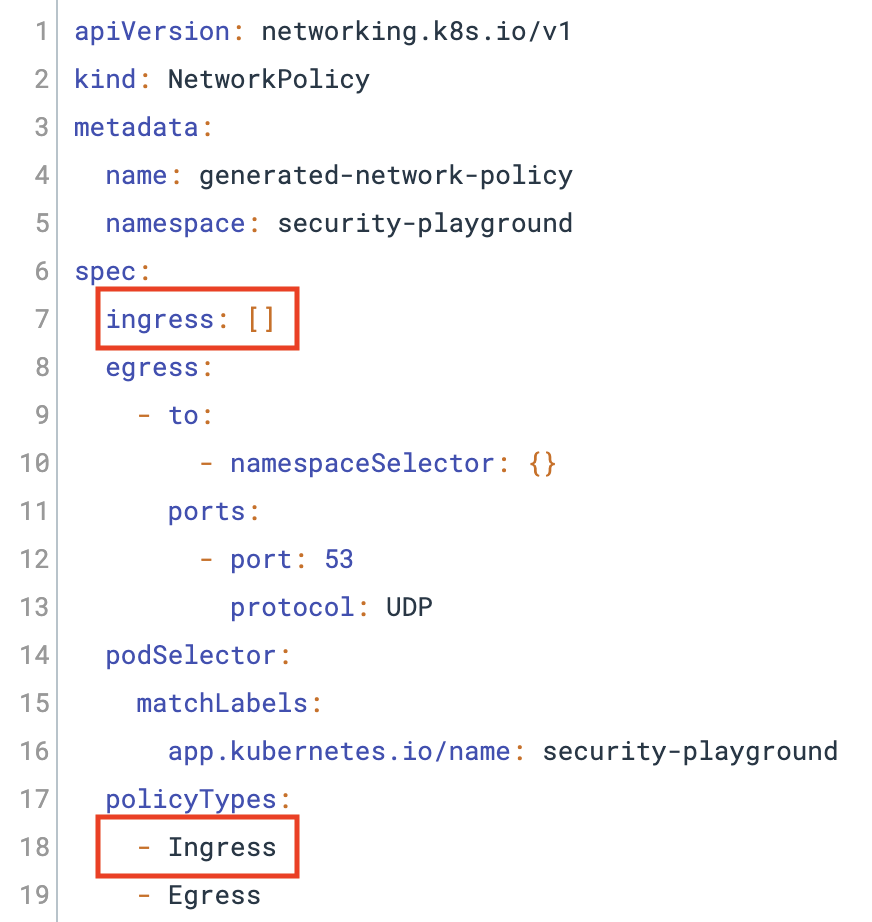 1 apiVersion: networking.k8s.io/v1
2 kind: NetworkPolicy
3 metadata:
4   name: generated-network-policy
5   namespace: security-playground
6 spec:
7   ingress: []
8   egress:
9     - to:
10         - namespaceSelector: {}
11       ports:
12         - port: 53
13           protocol: UDP
14   podSelector:
15     matchLabels:
16       app.kubernetes.io/name: security-playground
17   policyTypes:
18     - Ingress
19     - Egress